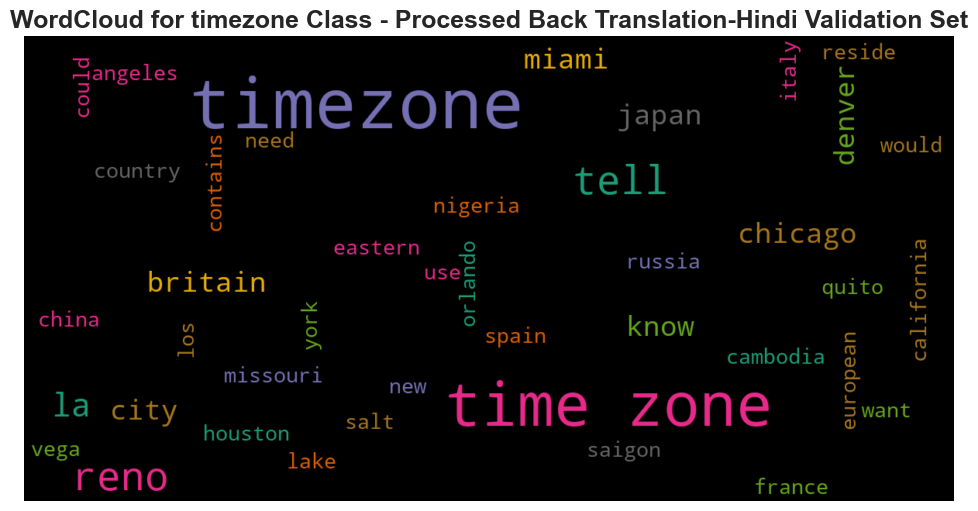 WordCloud for timezone Class - Processed Back Translation-Hindi Validation Set
miami
italy
reside
could
angeles
timezone
japan
denver
need
would
contains
country
tell
nigeria
chicago
eastern
use
orlando
russia
california
britain
quito
china
los
york
spain
know
cambodia
european
missouri
new
time zone
la
city
salt
want
houston
vega
lake
saigon
reno
france